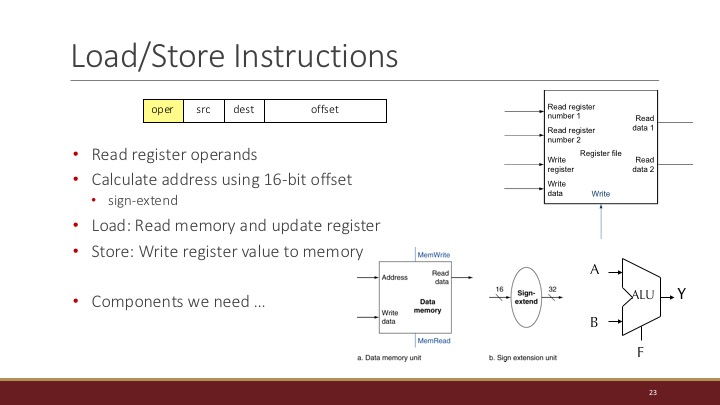 Load/Store Instructions
oper src dest offset
• Read register operands
• Calculate address using 16-bit offset
• sign-extend
• Load: Read memory and update register
• Store: Write register value to memory
• Components we need ...
Read register
number 1
Read register
number 2
Write
register
Write
data
Register file
Read
data 1
Read
data 2
Write
MemWrite
Address
Read
data
Data
memory
Write
data
MemRead
a. Data memory unit
16
Sign-
extend
32
b. Sign extension unit
A
B
ALU
Y
F
23